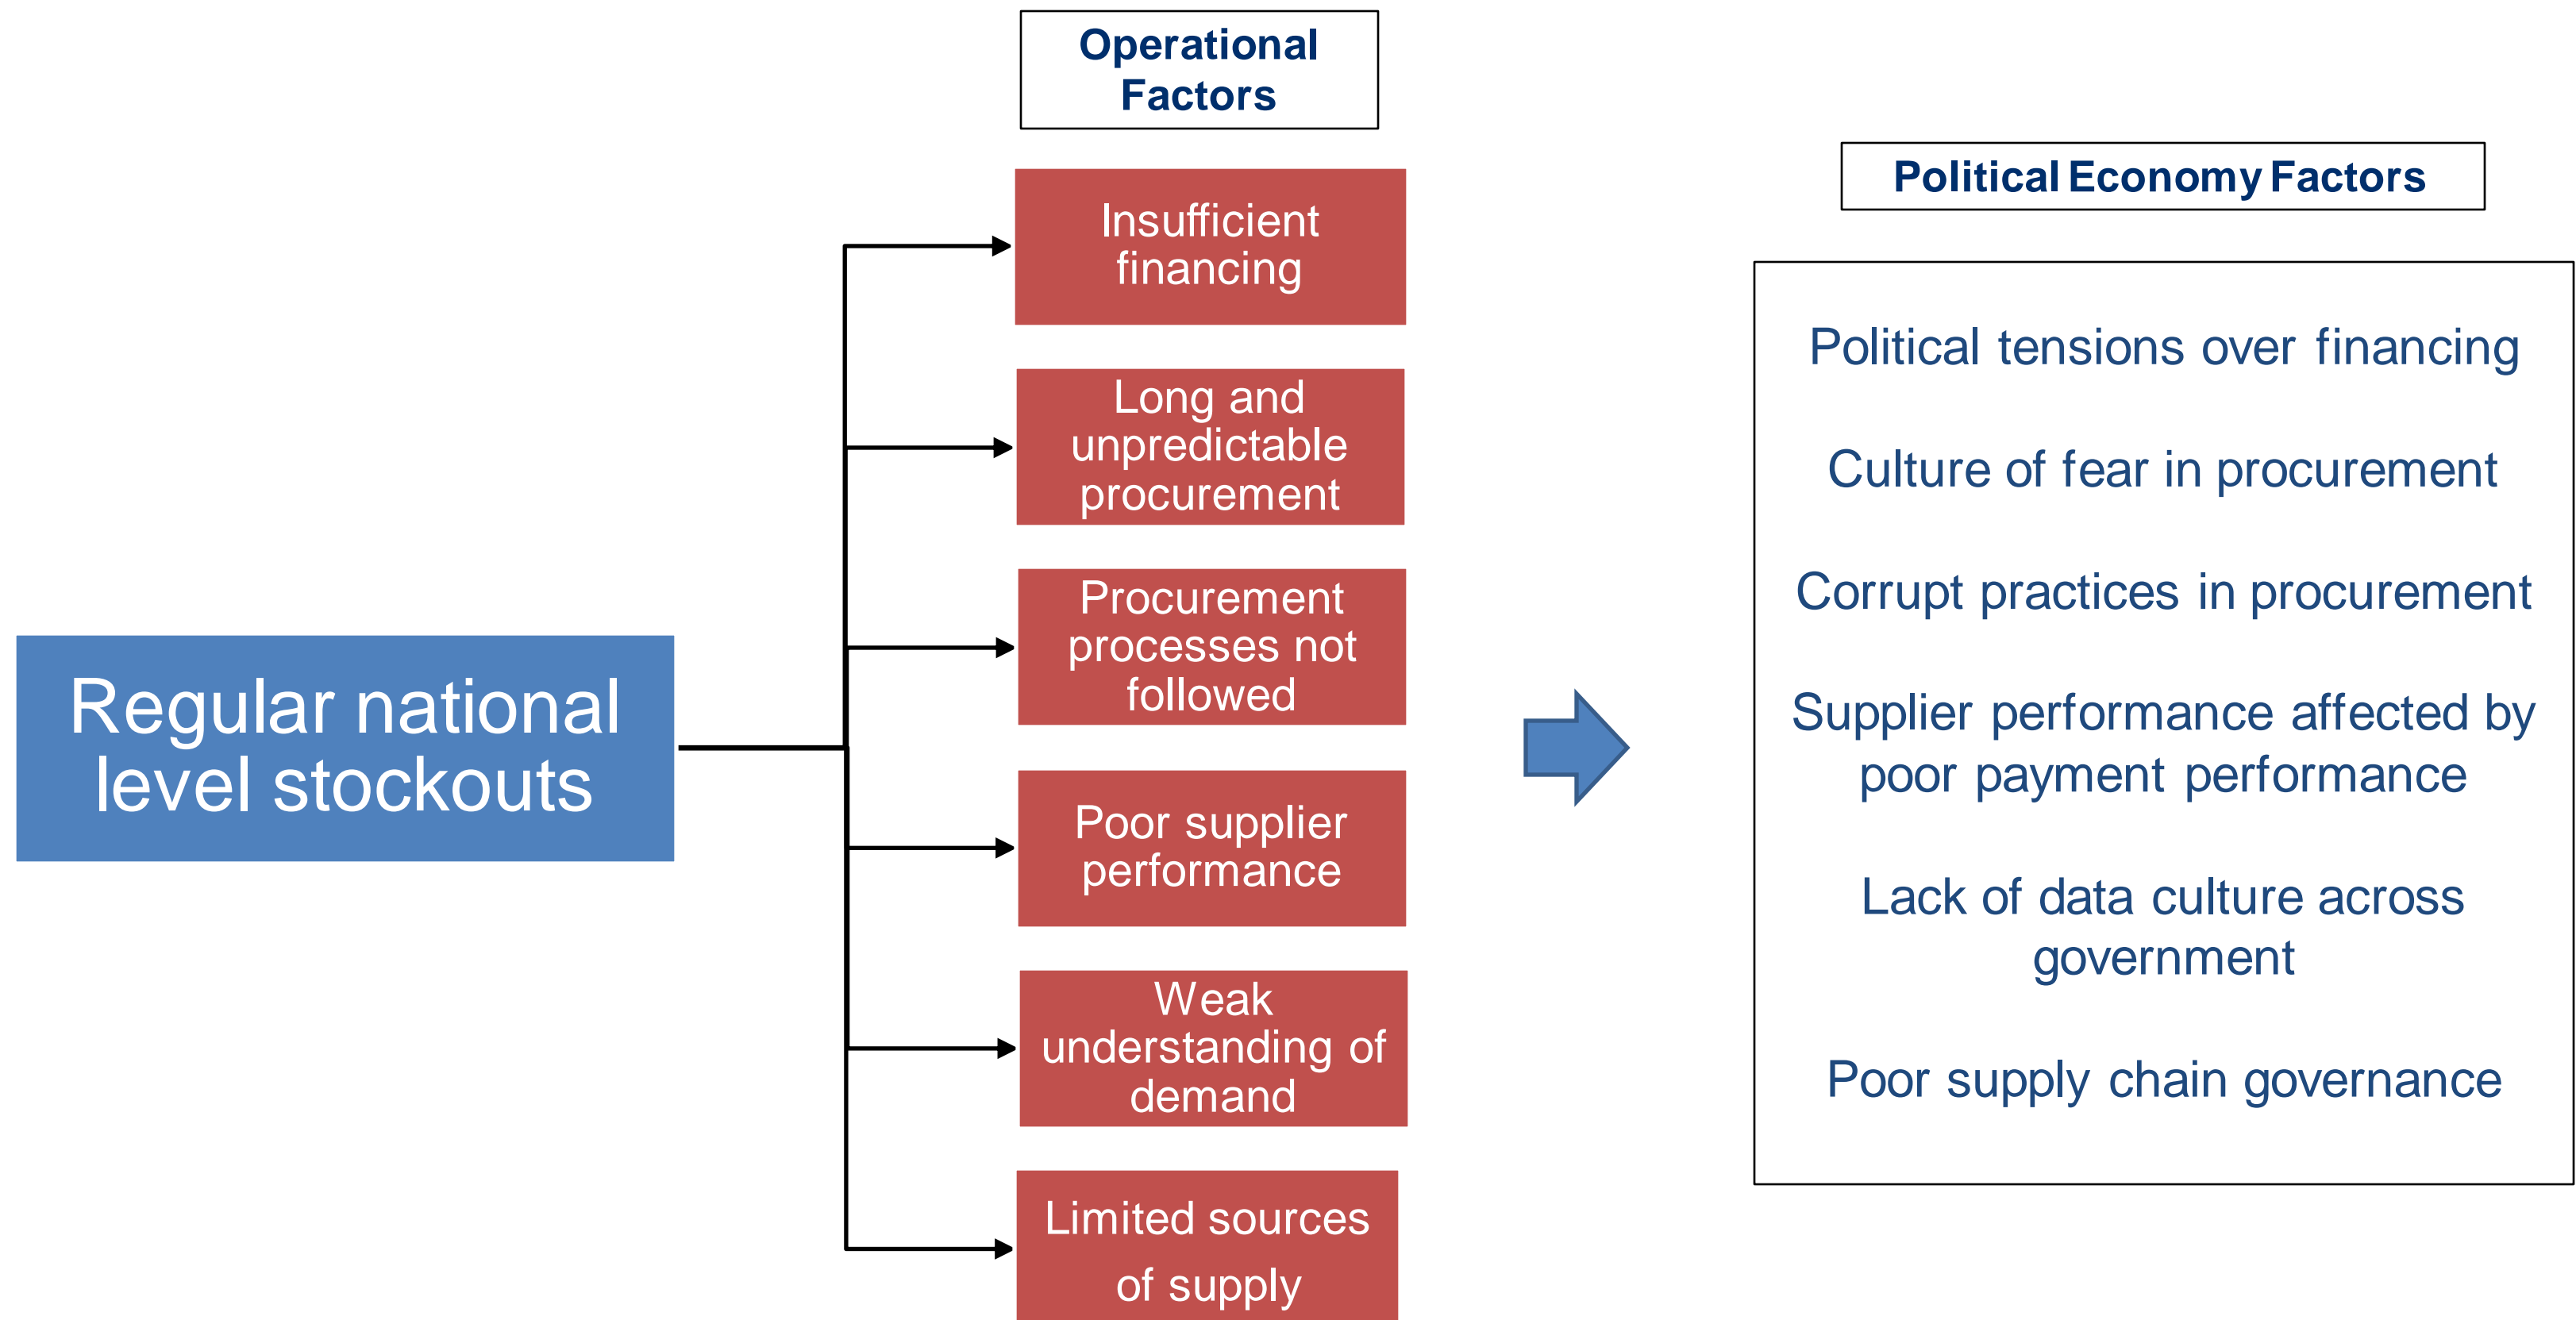 Operational
Factors
Insufficient
financing
Long and
unpredictable
procurement
Procurement
processes not
followed
Poor supplier
performance
Weak
understanding of
demand
Limited sources
of supply
Regular national
level stockouts
Political Economy Factors
Political tensions over financing
Culture of fear in procurement
Corrupt practices in procurement
Supplier performance affected by
poor payment performance
Lack of data culture across
government
Poor supply chain governance